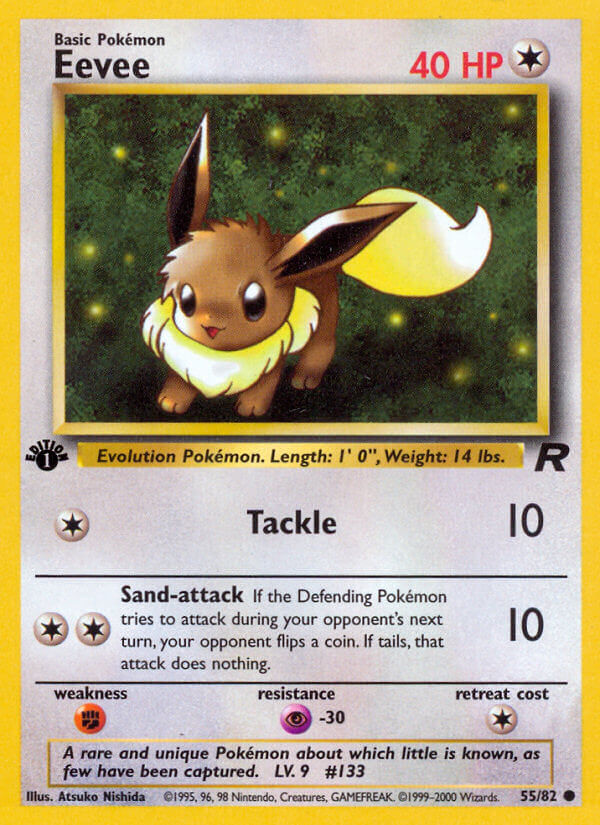 Basic Pokémon
Eevee
40 HP
EDITION
1
Evolution Pokémon. Length: 1' 0", Weight: 14 lbs.
R
Tackle 10
Sand-attack If the Defending Pokémon
tries to attack during your opponent's next
turn, your opponent flips a coin. If tails, that
attack does nothing.
10
weakness resistance retreat cost
-30
A rare and unique Pokémon about which little is known, as
few have been captured. LV. 9 #133
Illus. Atsuko Nishida ©1995, 96, 98 Nintendo, Creatures, GAMEFREAK. ©1999-2000 Wizards. 55/82